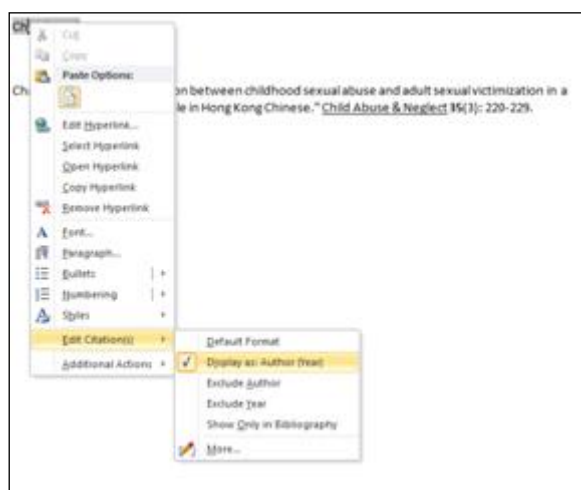 Ch
Cut
Copy
Paste Options:
Ch on between childhood sexual abuse and adult sexual victimization in a
le in Hong Kong Chinese." Child Abuse & Neglect 35(3): 220-229.
Edit Hyperlink...
Select Hyperlink
Open Hyperlink
Copy Hyperlink
Remove Hyperlink
Font...
Paragraph...
Bullets
Numbering
Styles
Edit Citation(s)
Default Format
Display as: Author (Year)
Additional Actions
Exclude Author
Exclude Year
Show Only in Bibliography
More...